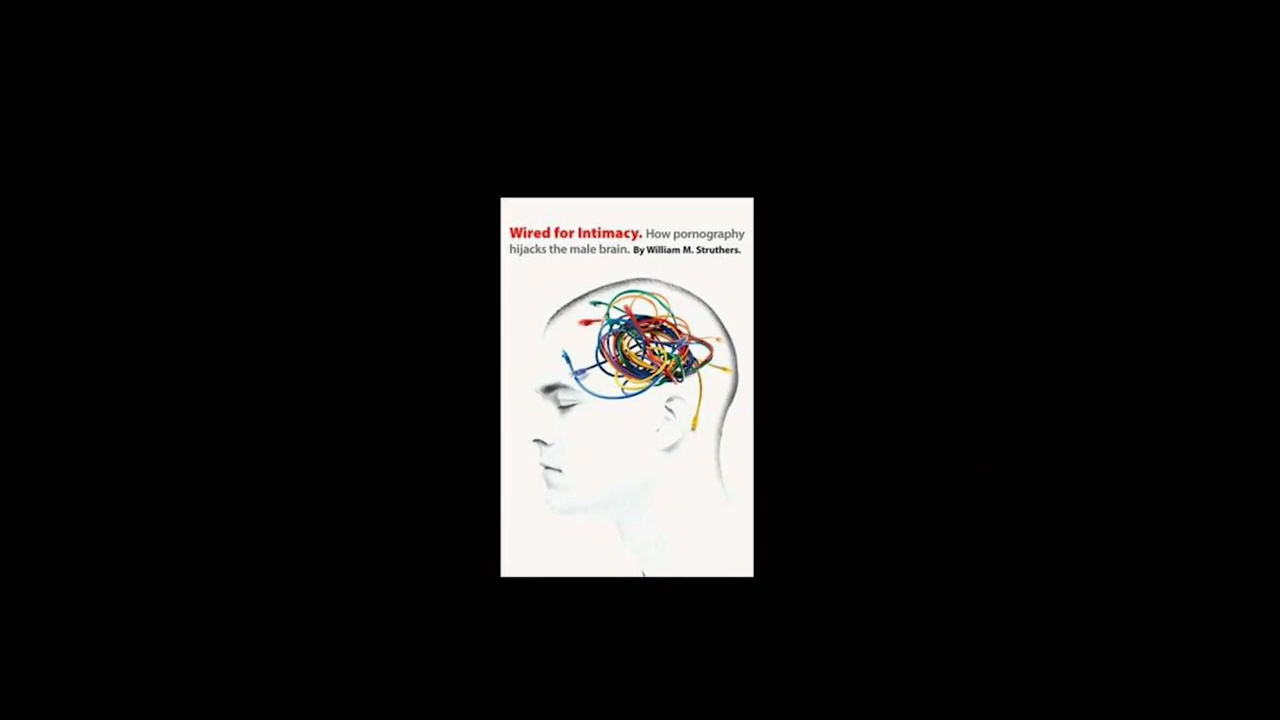 Wired for Intimacy. How pornography
hijacks the male brain. By William M. Struthers.